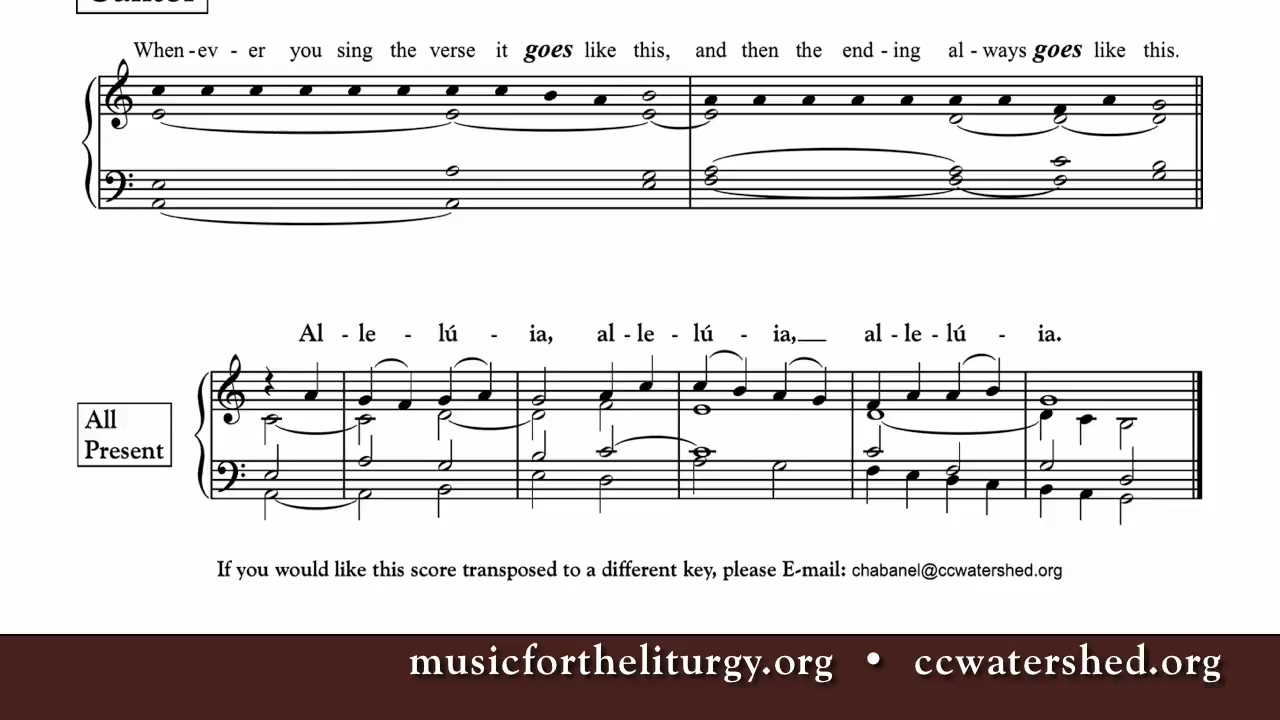 Cantor
When - ev - er you sing the verse it goes like this, and then the end - ing al - ways goes like this.
Al - le - lú - ia, al - le - lú - ia, al - le - lú - ia.
All
Present
If you would like this score transposed to a different key, please E-mail: chabanel@ccwatershed.org
musicfortheliturgy.org • ccwatershed.org